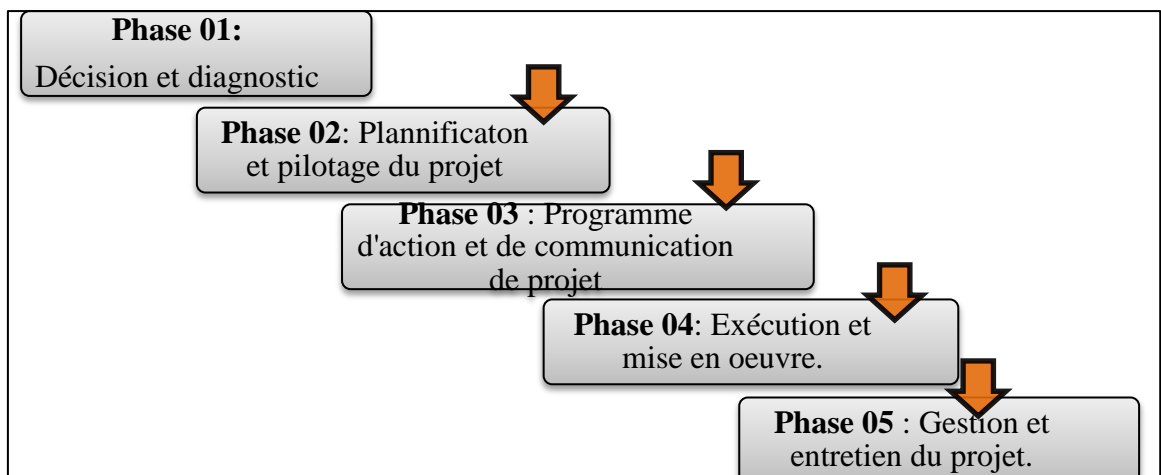 Phase 01:
Décision et diagnostic
Phase 02: Plannificaton
et pilotage du projet
Phase 03 : Programme
d'action et de communication
de projet
Phase 04: Exécution et
mise en oeuvre.
Phase 05 : Gestion et
entretien du projet.